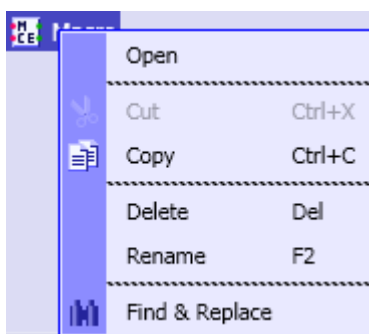 Open
Cut Ctrl+X
Copy Ctrl+C
Delete Del
Rename F2
Find & Replace